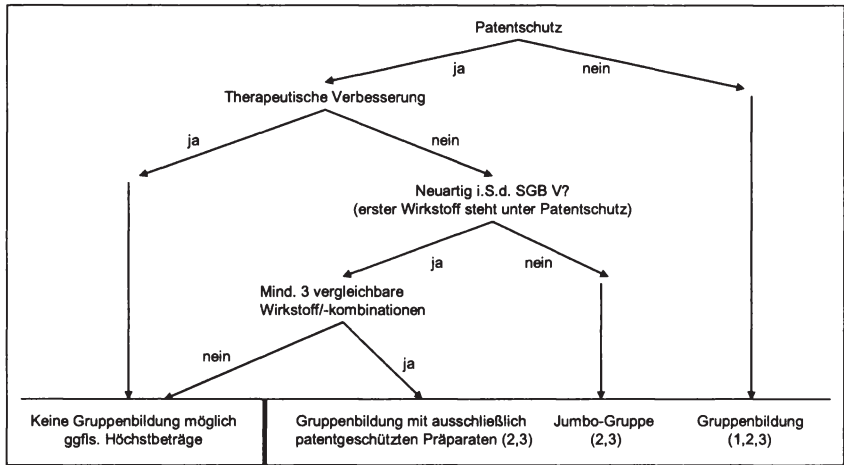 Patentschutz
ja
nein
Therapeutische Verbesserung
ja
nein
Neuartig i.S.d. SGB V?
(erster Wirkstoff steht unter Patentschutz)
ja
nein
Mind. 3 vergleichbare
Wirkstoff/-kombinationen
nein
ja
Keine Gruppenbildung möglich
ggfls. Höchstbeträge
Gruppenbildung mit ausschließlich
patentgeschützten Präparaten (2,3)
Jumbo-Gruppe
(2,3)
Gruppenbildung
(1,2,3)